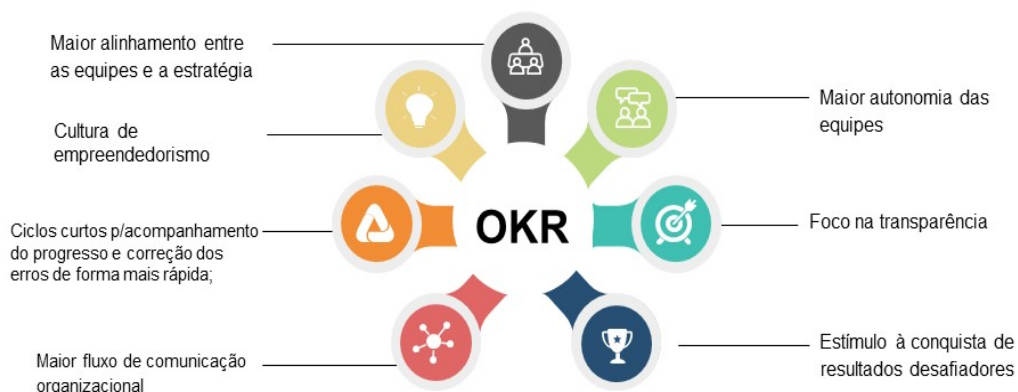 Maior alinhamento entre
as equipes e a estratégia
Cultura de
empreendedorismo
Ciclos curtos p/acompanhamento
do progresso e correção dos
erros de forma mais rápida;
Maior fluxo de comunicação
organizacional
OKR
Maior autonomia das
equipes
Foco na transparência
Estímulo à conquista de
resultados desafiadores